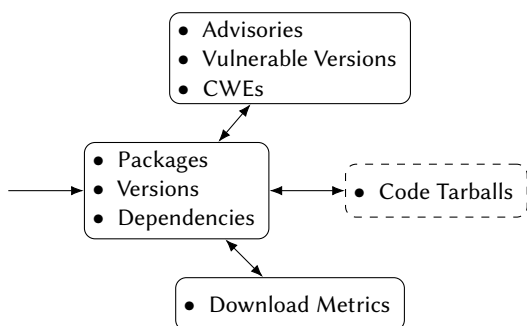 • Advisories
• Vulnerable Versions
• CWEs
• Packages
• Versions
• Dependencies
• Code Tarballs
• Download Metrics